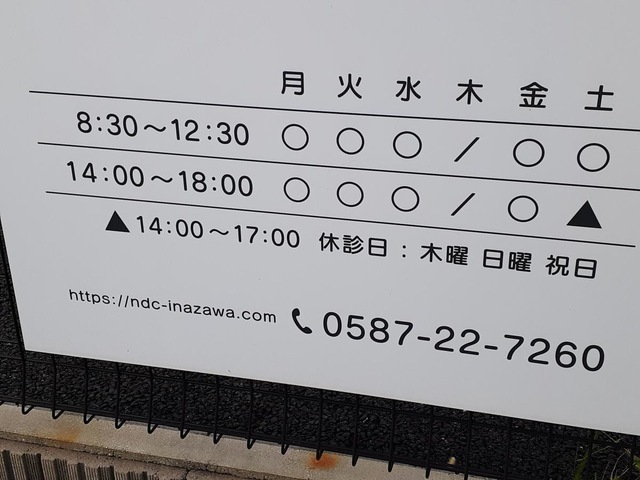 月 火 水 木 金 土
8:30〜12:30 ○ ○ ○ / ○ ○
14:00〜18:00 ○ ○ ○ / ○ ▲
▲14:00〜17:00 休診日：木曜 日曜 祝日
https://ndc-inazawa.com 0587-22-7260